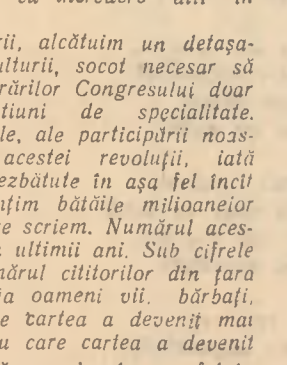 rii, alcătuim un detașa-
ulturii, socot necesar să
rărilor Congresului doar
tiuni de specialitate.
le, ale participării noas-
acestei revoluții, iată
ezbătute în așa fel încît
nțim bătăile milioanelor
e scriem. Numărul aces-
ultimii ani. Sub cifrele
mărul cititorilor din țara
oameni vii, bărbați,
e cartea a devenit mai
u care cartea a devenit